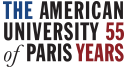 THE AMERICAN
UNIVERSITY 55
of PARIS YEARS